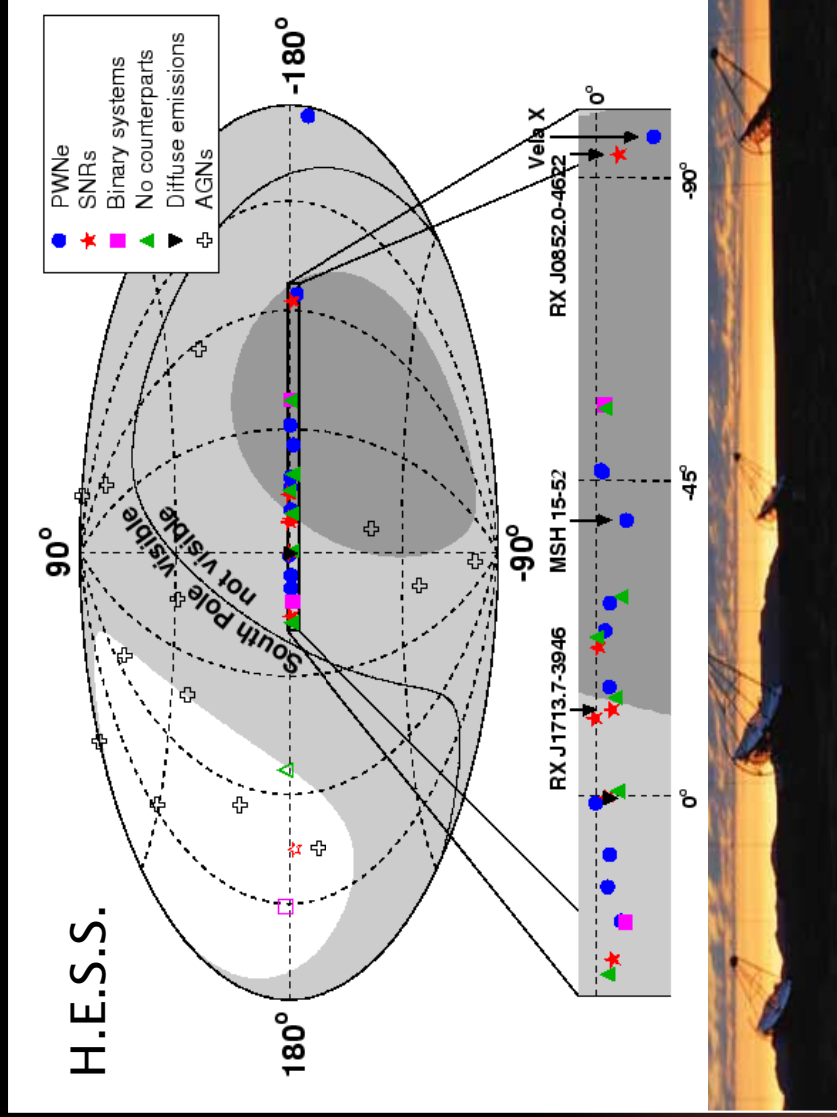 H.E.S.S.
PWNe
SNRs
Binary systems
No counterparts
Diffuse emissions
AGNs
90°
180°
-180°
-90°
South Pole visible
not visible
RX J1713.7-3946
MSH 15-52
RX J0852.0-4622
Vela X
0°
0°
-45°
-90°